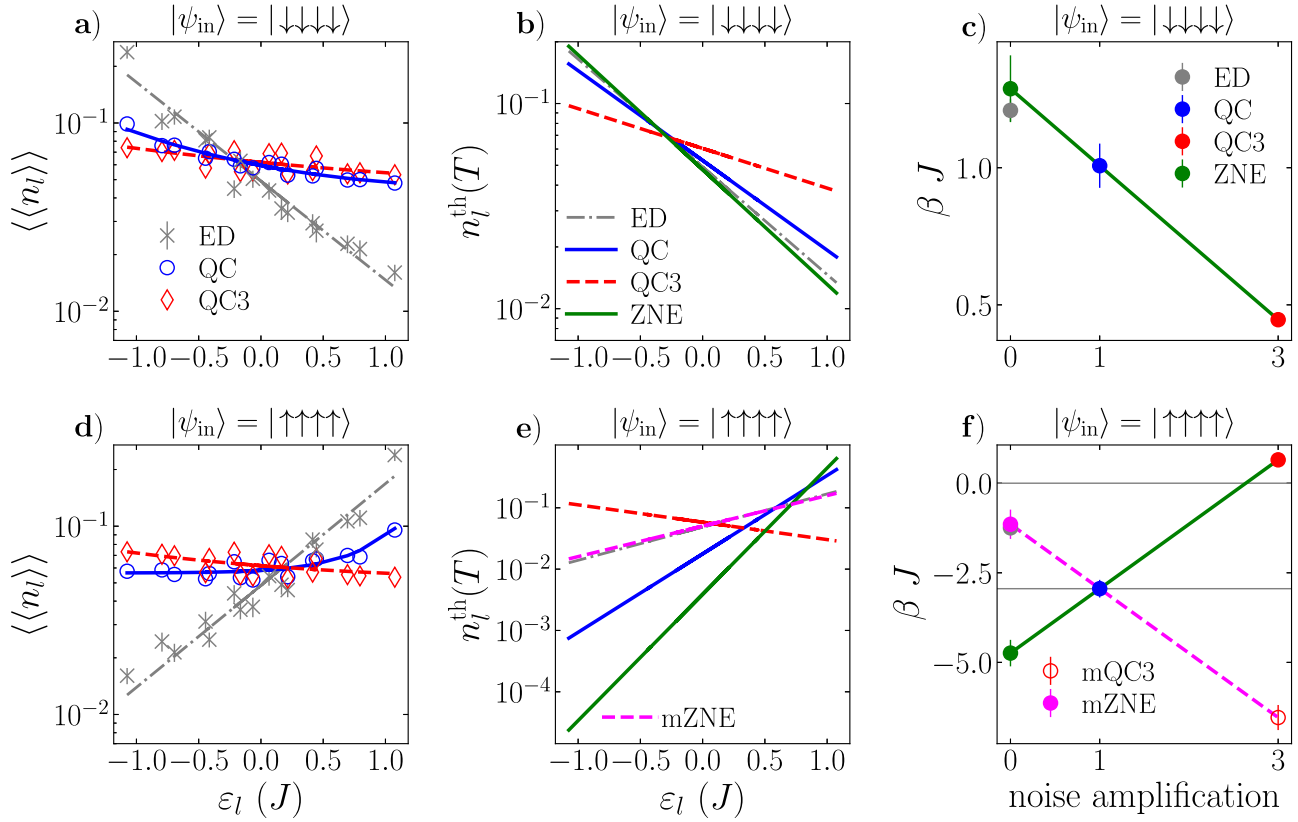 a) |ψin⟩ = |↓↓↓↓⟩
⟨⟨nl⟩⟩
10⁻¹
10⁻²
ED
QC
QC3
−1.0 −0.5 0.0 0.5 1.0
b) |ψin⟩ = |↓↓↓↓⟩
nlth(T)
10⁻¹
10⁻²
ED
QC
QC3
ZNE
−1.0 −0.5 0.0 0.5 1.0
c) |ψin⟩ = |↓↓↓↓⟩
β J
1.0
0.5
ED
QC
QC3
ZNE
0 1 3
d) |ψin⟩ = |↑↑↑↑⟩
⟨⟨nl⟩⟩
10⁻¹
10⁻²
−1.0 −0.5 0.0 0.5 1.0
εl (J)
e) |ψin⟩ = |↑↑↑↑⟩
nlth(T)
10⁻¹
10⁻²
10⁻³
10⁻⁴
mZNE
−1.0 −0.5 0.0 0.5 1.0
εl (J)
f) |ψin⟩ = |↑↑↑↑⟩
β J
0.0
−2.5
−5.0
mQC3
mZNE
0 1 3
noise amplification